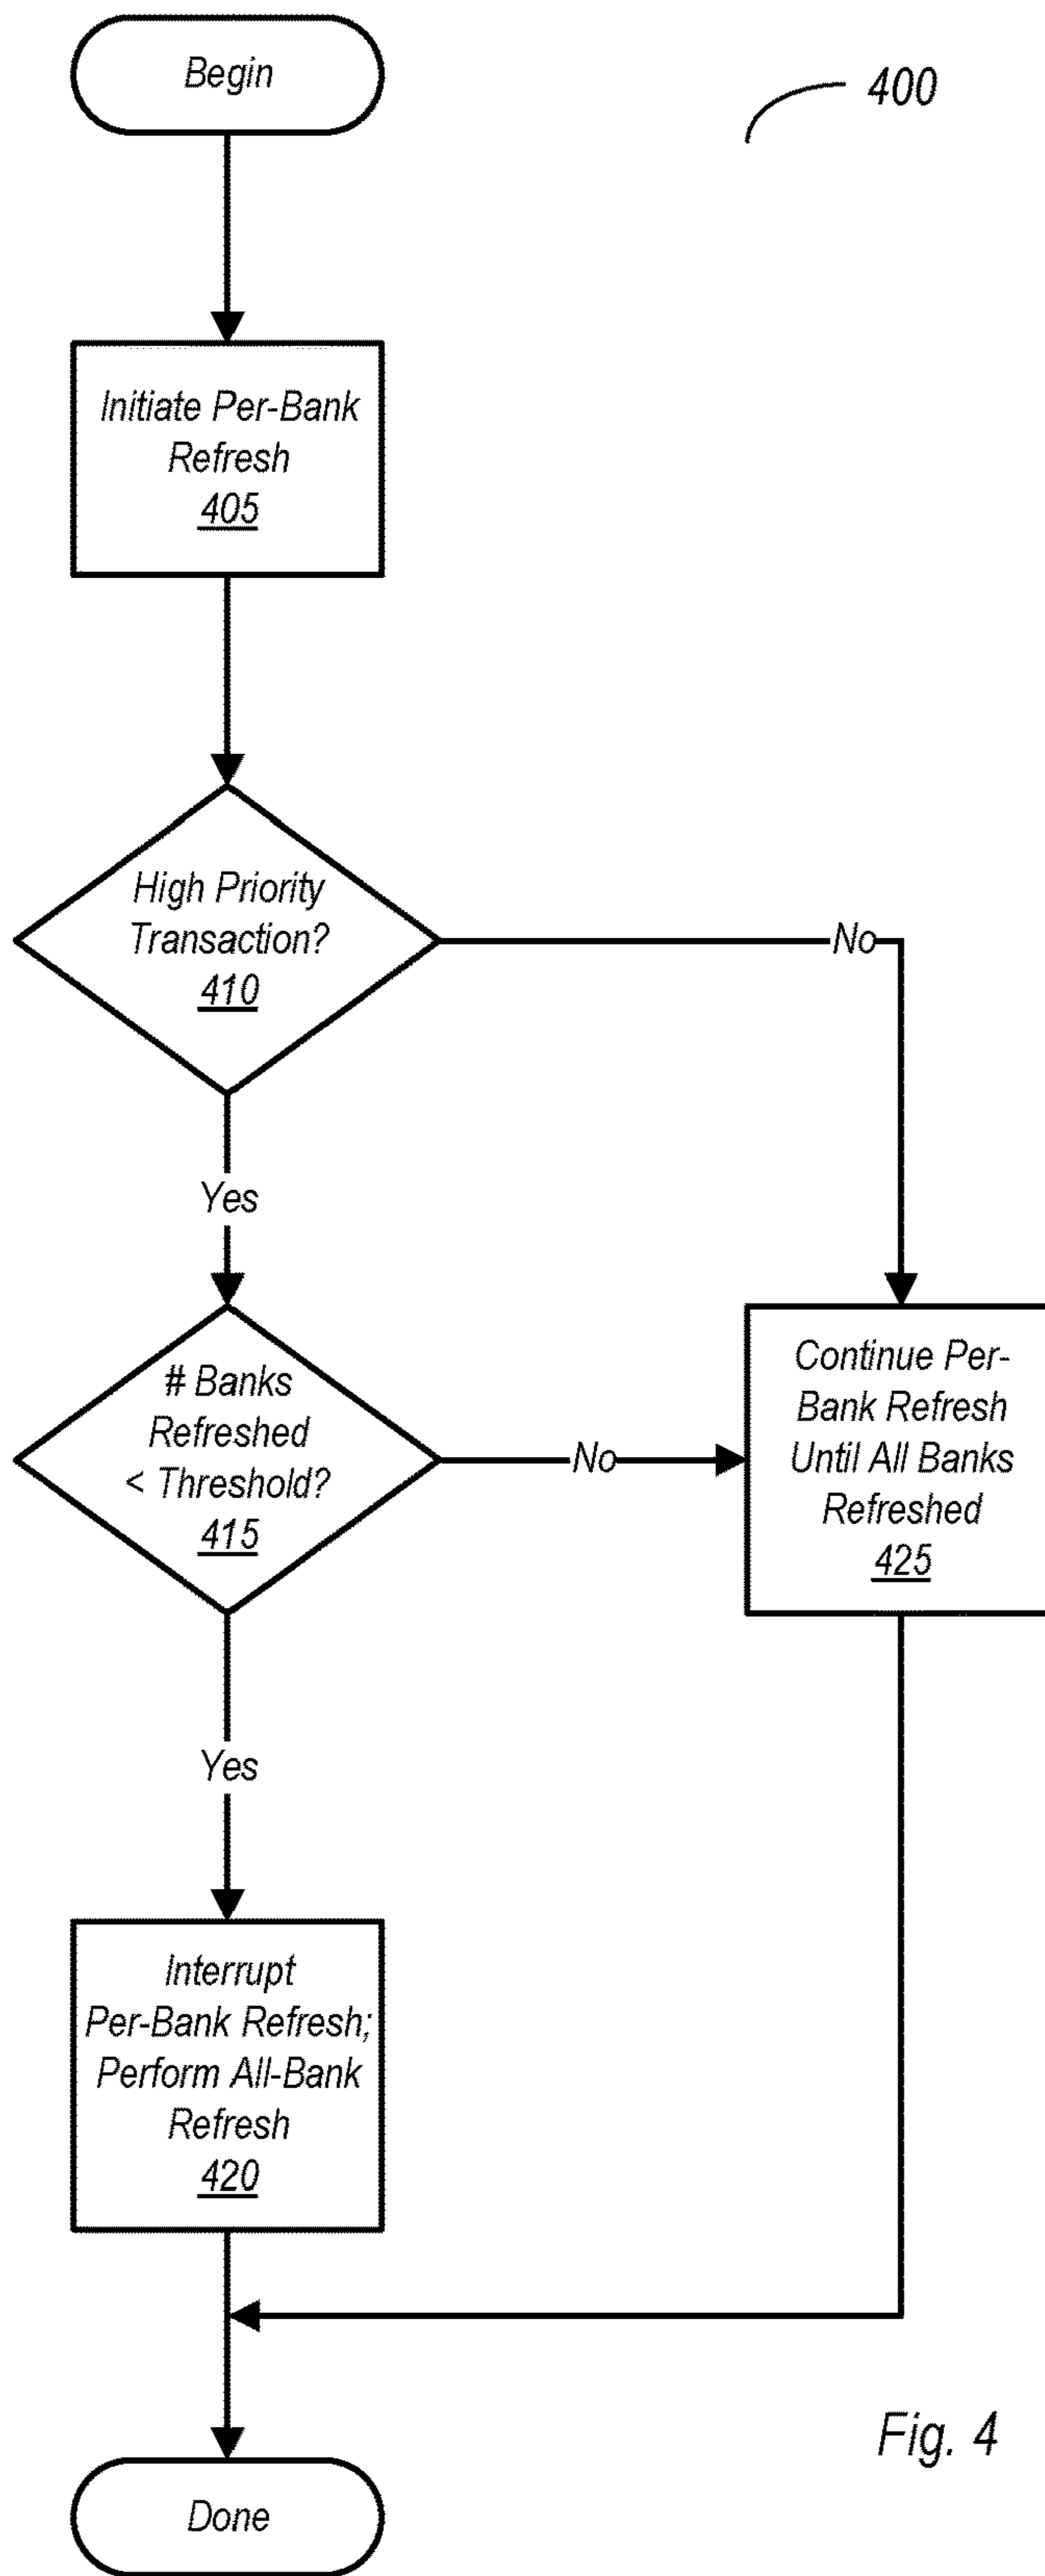 Begin
400
Initiate Per-Bank
Refresh
405
High Priority
Transaction?
410
No
Yes
# Banks
Refreshed
< Threshold?
415
No
Continue Per-
Bank Refresh
Until All Banks
Refreshed
425
Yes
Interrupt
Per-Bank Refresh;
Perform All-Bank
Refresh
420
Fig. 4
Done